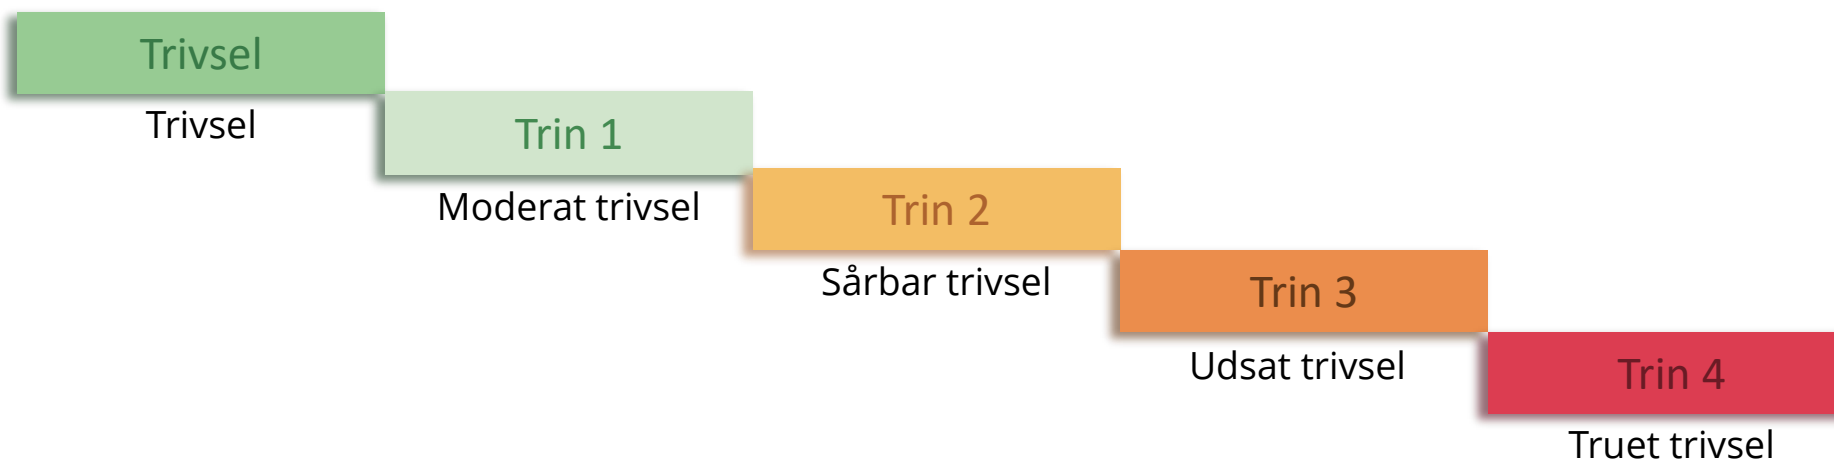 Trivsel
Trivsel
Trin 1
Moderat trivsel
Trin 2
Sårbar trivsel
Trin 3
Udsat trivsel
Trin 4
Truet trivsel